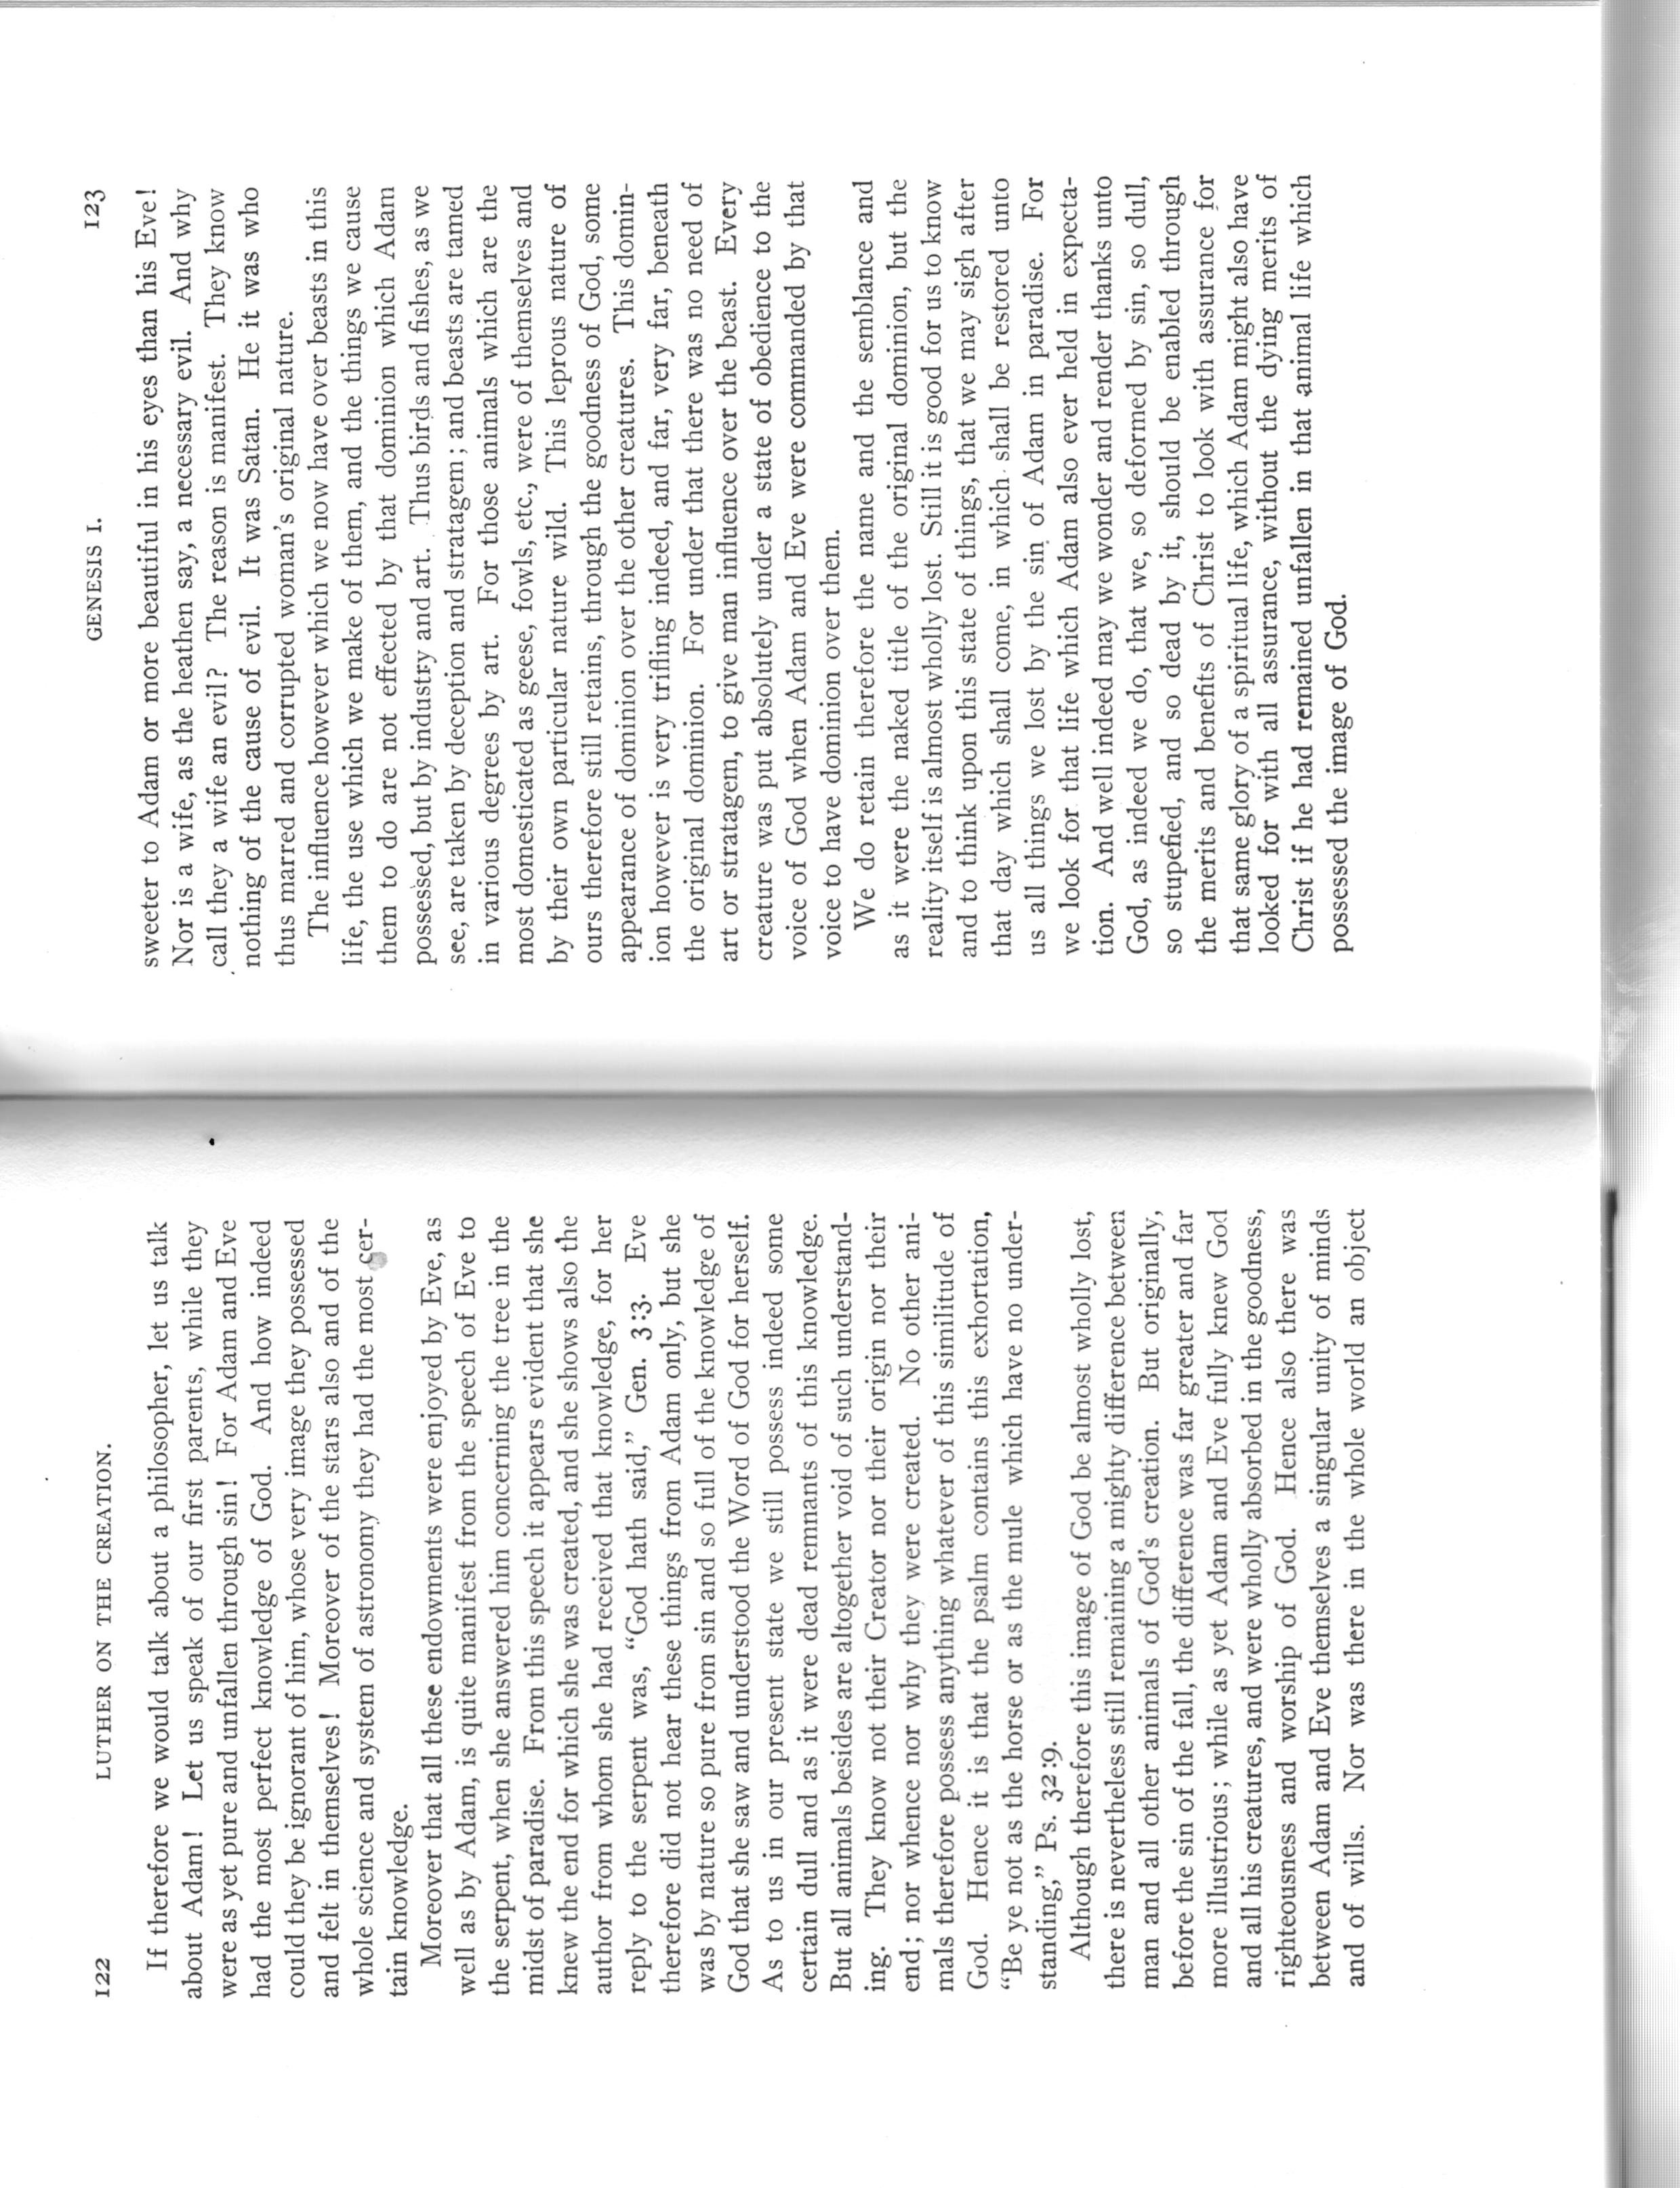 122 LUTHER ON THE CREATION.
If therefore we would talk about a philosopher, let us talk
about Adam! Let us speak of our first parents, while they
were as yet pure and unfallen through sin! For Adam and Eve
had the most perfect knowledge of God. And how indeed
could they be ignorant of him, whose very image they possessed
and felt in themselves! Moreover of the stars also and of the
whole science and system of astronomy they had the most cer-
tain knowledge.
Moreover that all these endowments were enjoyed by Eve, as
well as by Adam, is quite manifest from the speech of Eve to
the serpent, when she answered him concerning the tree in the
midst of paradise. From this speech it appears evident that she
knew the end for which she was created, and she shows also the
author from whom she had received that knowledge, for her
reply to the serpent was, “God hath said,” Gen. 3:3. Eve
therefore did not hear these things from Adam only, but she
was by nature so pure from sin and so full of the knowledge of
God that she saw and understood the Word of God for herself.
As to us in our present state we still possess indeed some
certain dull and as it were dead remnants of this knowledge.
But all animals besides are altogether void of such understand-
ing. They know not their Creator nor their origin nor their
end; nor whence nor why they were created. No other ani-
mals therefore possess anything whatever of this similitude of
God. Hence it is that the psalm contains this exhortation,
“Be ye not as the horse or as the mule which have no under-
standing,” Ps. 32:9.
Although therefore this image of God be almost wholly lost,
there is nevertheless still remaining a mighty difference between
man and all other animals of God’s creation. But originally,
before the sin of the fall, the difference was far greater and far
more illustrious; while as yet Adam and Eve fully knew God
and all his creatures, and were wholly absorbed in the goodness,
righteousness and worship of God. Hence also there was
between Adam and Eve themselves a singular unity of minds
and of wills. Nor was there in the whole world an object
GENESIS I. 123
sweeter to Adam or more beautiful in his eyes than his Eve!
Nor is a wife, as the heathen say, a necessary evil. And why
call they a wife an evil? The reason is manifest. They know
nothing of the cause of evil. It was Satan. He it was who
thus marred and corrupted woman’s original nature.
The influence however which we now have over beasts in this
life, the use which we make of them, and the things we cause
them to do are not effected by that dominion which Adam
possessed, but by industry and art. Thus birds and fishes, as we
see, are taken by deception and stratagem; and beasts are tamed
in various degrees by art. For those animals which are the
most domesticated as geese, fowls, etc., were of themselves and
by their own particular nature wild. This leprous nature of
ours therefore still retains, through the goodness of God, some
appearance of dominion over the other creatures. This domin-
ion however is very trifling indeed, and far, very far, beneath
the original dominion. For under that there was no need of
art or stratagem, to give man influence over the beast. Every
creature was put absolutely under a state of obedience to the
voice of God when Adam and Eve were commanded by that
voice to have dominion over them.
We do retain therefore the name and the semblance and
as it were the naked title of the original dominion, but the
reality itself is almost wholly lost. Still it is good for us to know
and to think upon this state of things, that we may sigh after
that day which shall come, in which shall be restored unto
us all things we lost by the sin of Adam in paradise. For
we look for that life which Adam also ever held in expecta-
tion. And well indeed may we wonder and render thanks unto
God, as indeed we do, that we, so deformed by sin, so dull,
so stupefied, and so dead by it, should be enabled through
the merits and benefits of Christ to look with assurance for
that same glory of a spiritual life, which Adam might also have
looked for with all assurance, without the dying merits of
Christ if he had remained unfallen in that animal life which
possessed the image of God.